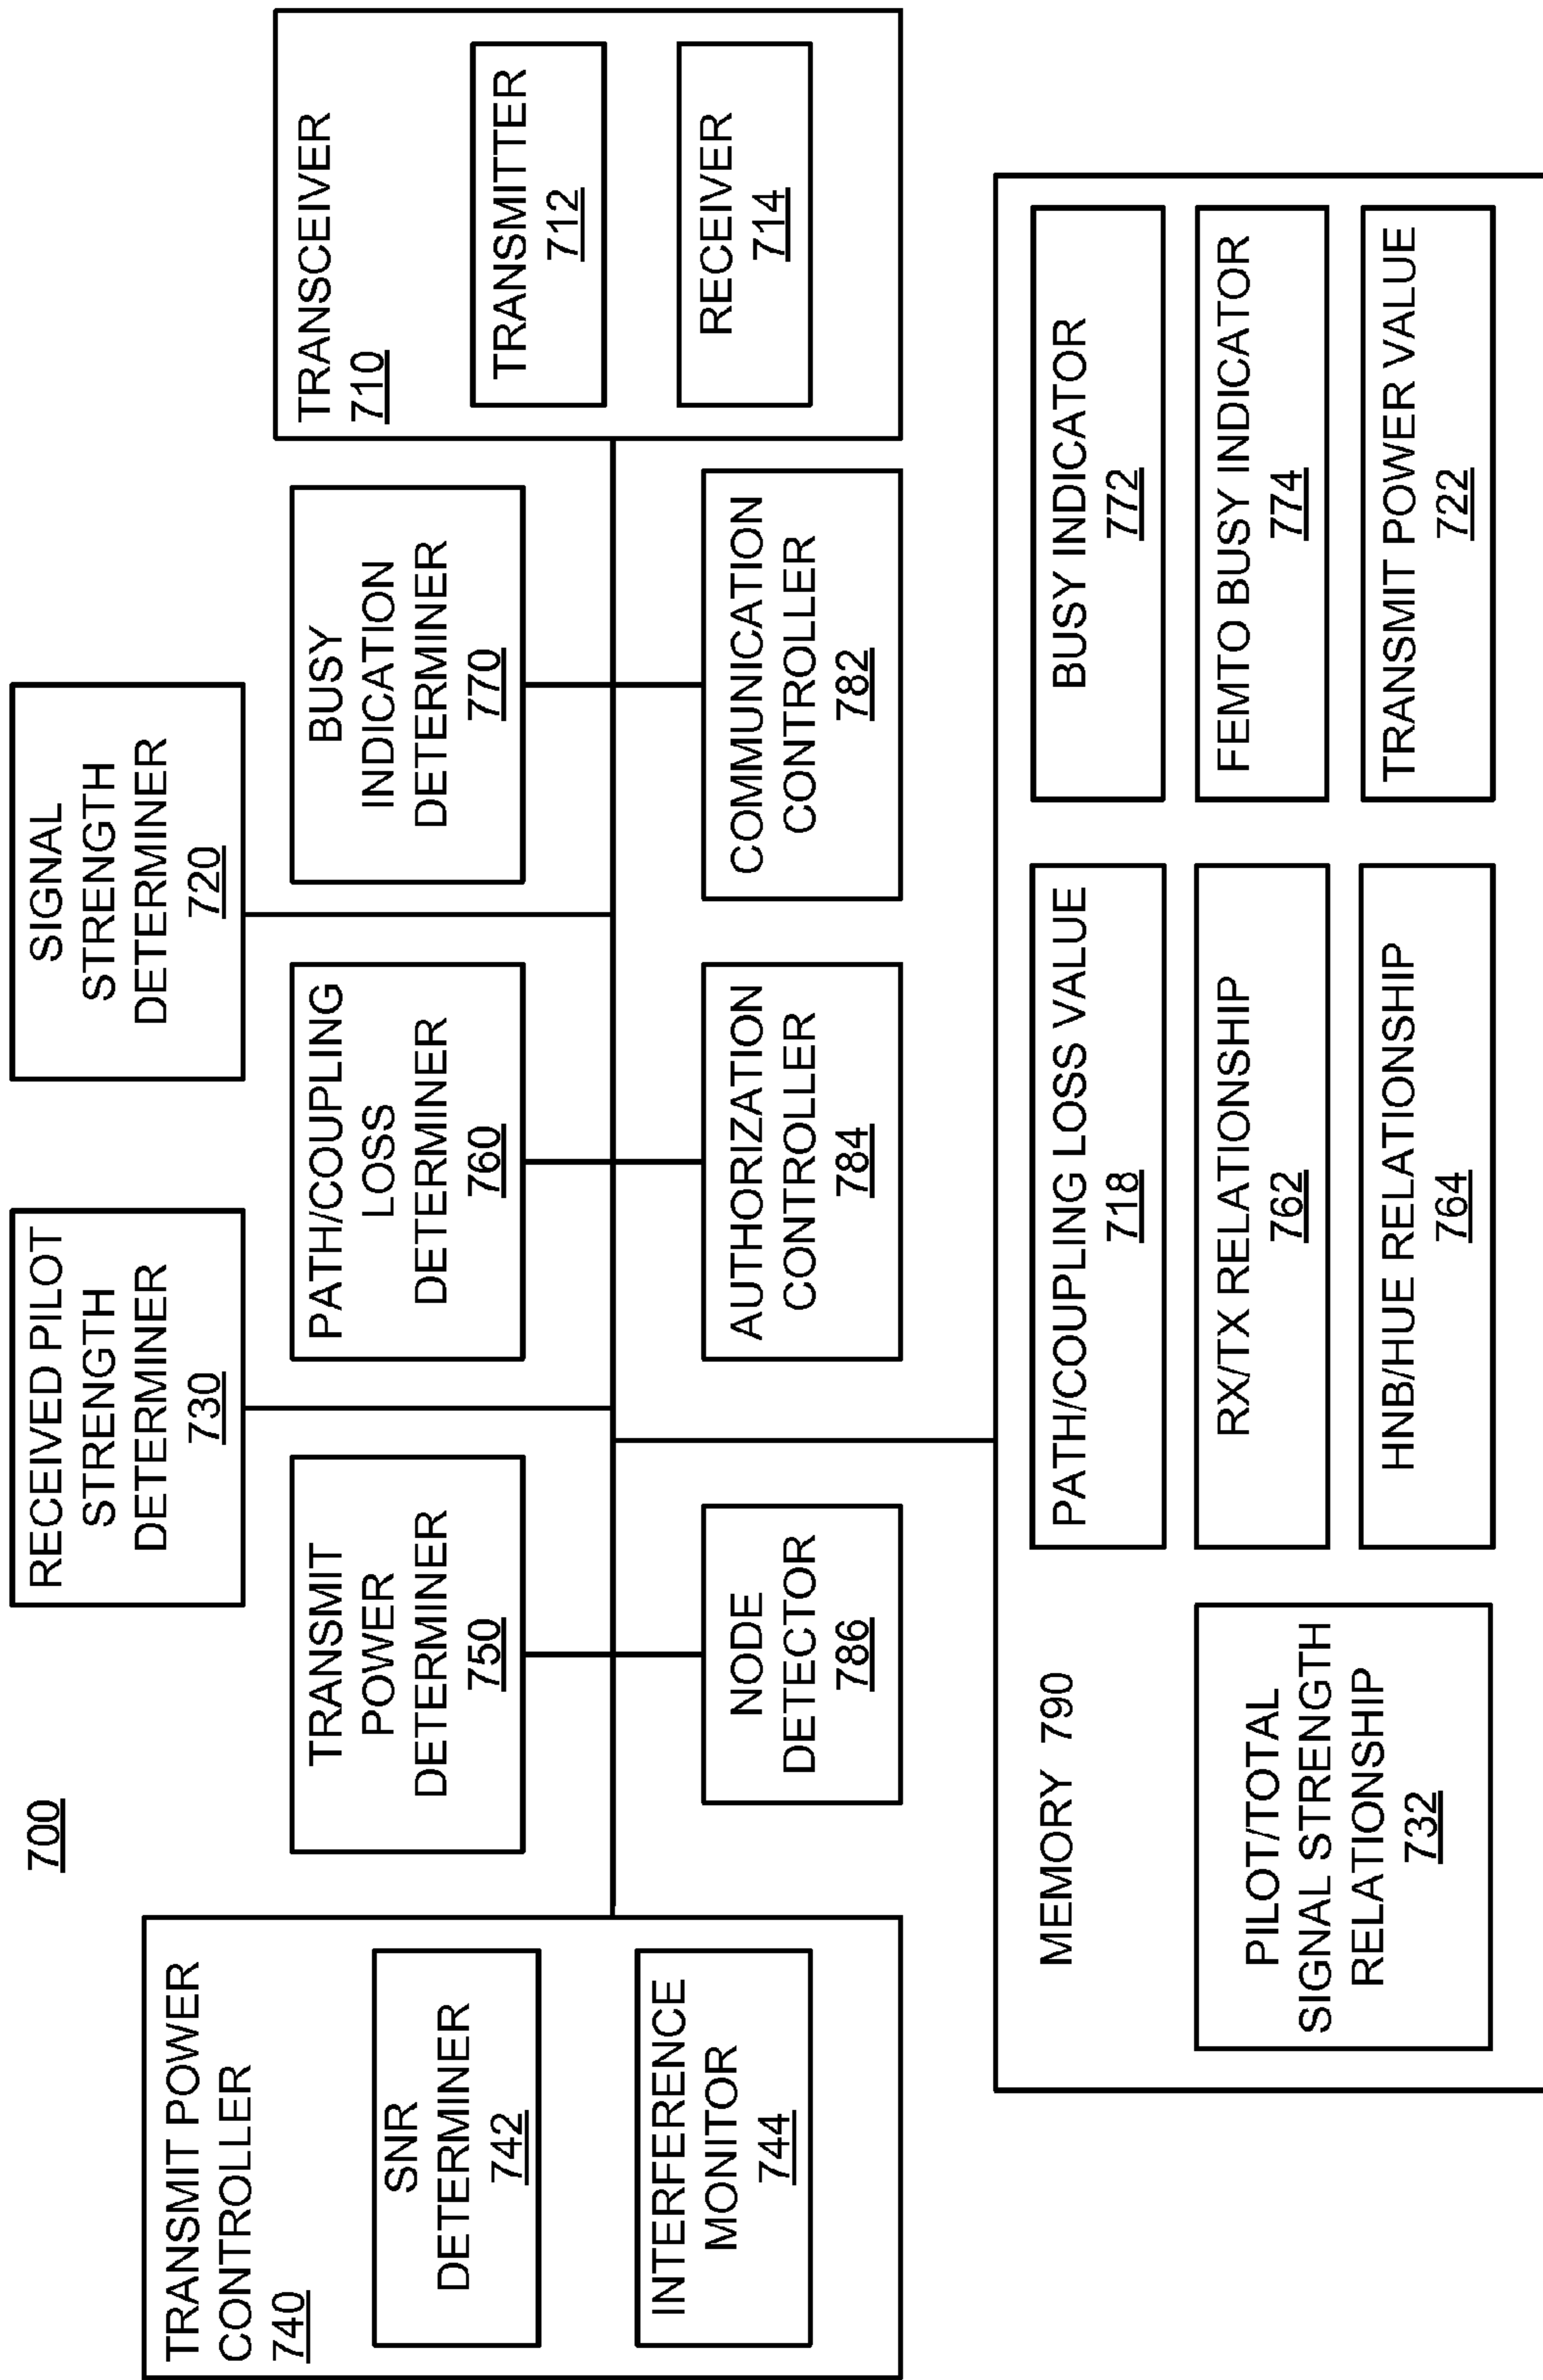 700
RECEIVED PILOT
STRENGTH
DETERMINER
730
SIGNAL
STRENGTH
DETERMINER
720
TRANSMIT POWER
CONTROLLER
740
SNR
DETERMINER
742
INTERFERENCE
MONITOR
744
TRANSMIT
POWER
DETERMINER
750
PATH/COUPLING
LOSS
DETERMINER
760
BUSY
INDICATION
DETERMINER
770
TRANSCEIVER
710
TRANSMITTER
712
RECEIVER
714
NODE
DETECTOR
786
AUTHORIZATION
CONTROLLER
784
COMMUNICATION
CONTROLLER
782
MEMORY 790
PILOT/TOTAL
SIGNAL STRENGTH
RELATIONSHIP
732
PATH/COUPLING LOSS VALUE
718
RX/TX RELATIONSHIP
762
HNB/HUE RELATIONSHIP
764
BUSY INDICATOR
772
FEMTO BUSY INDICATOR
774
TRANSMIT POWER VALUE
722